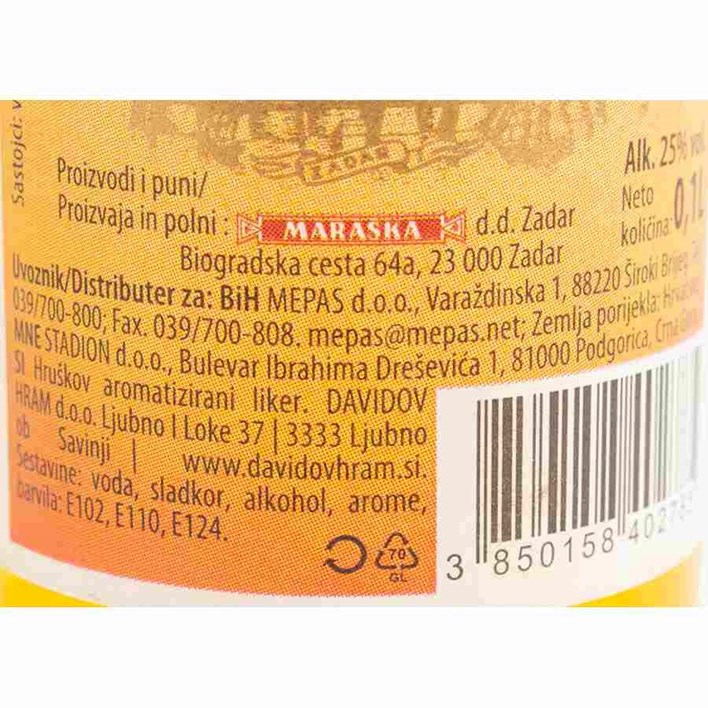 Sastojci: v
ZADAR
Proizvodi i puni/
Proizvaja in polni : MARASKA d.d. Zadar
Biogradska cesta 64a, 23 000 Zadar
Alk. 25% vol.
Neto
količina: 0,1L
Uvoznik/Distributer za: BiH MEPAS d.o.o., Varaždinska 1, 88220 Široki Brijeg,
039/700-800; Fax. 039/700-808. mepas@mepas.net; Zemlja porijekla: Hrvatska
MNE STADION d.o.o., Bulevar Ibrahima Dreševića 1, 81000 Podgorica, Crna Gora
SI Hruškov aromatizirani liker. DAVIDOV
HRAM d.o.o. Ljubno I Loke 37 | 3333 Ljubno
ob Savinji | www.davidovhram.si.
Sestavine: voda, sladkor, alkohol, arome,
barvila: E102, E110, E124.
70
GL
3 850158 4027